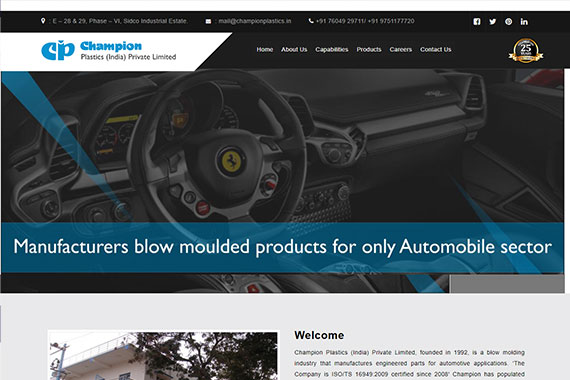 : E – 28 & 29, Phase – VI, Sidco Industrial Estate. mail@championplastics.in +91 76049 29711/ +91 9751177720
Champion
Plastics (India) Private Limited
Home About Us Capabilities Products Careers Contact Us
25
YEARS
Manufacturers blow moulded products for only Automobile sector
Welcome
Champion Plastics (India) Private Limited, founded in 1992, is a blow molding
industry that manufactures engineered parts for automotive applications. 'The
Company is ISO/TS 16949:2009 certified since 2008' Champion has populated